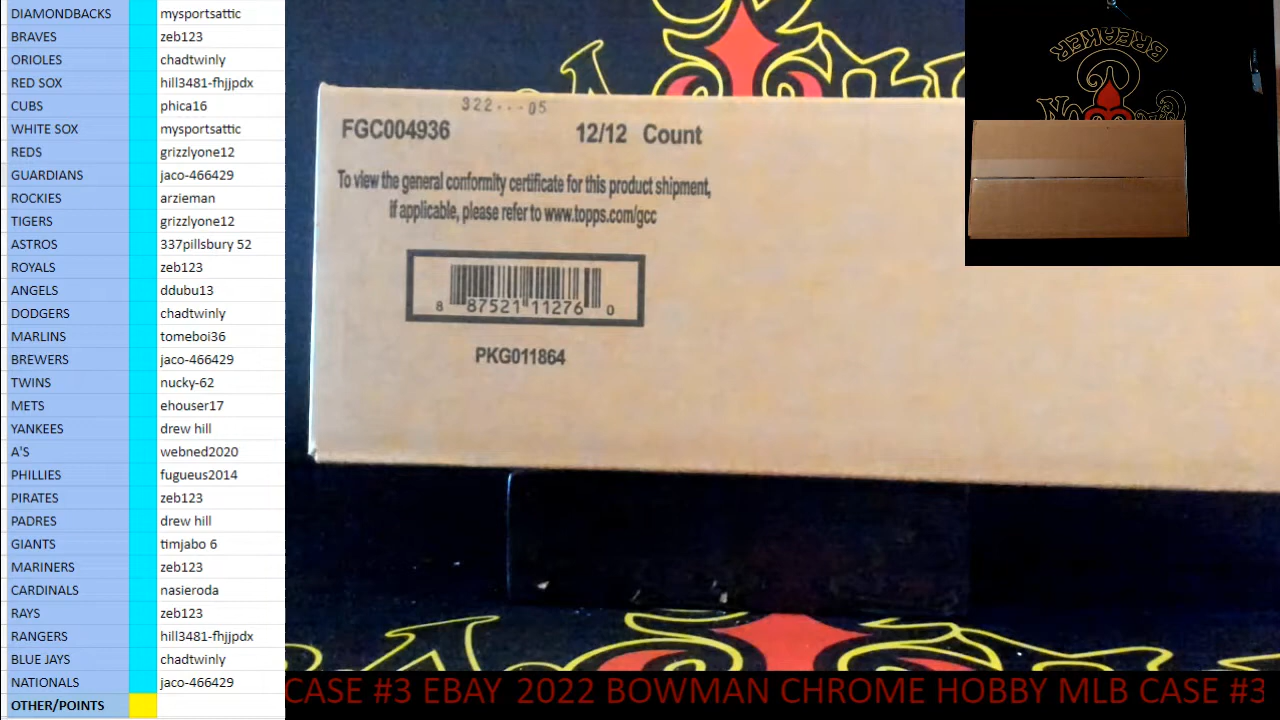 DIAMONDBACKS mysportsattic
BRAVES zeb123
ORIOLES chadtwinly
RED SOX hill3481-fhjjpdx
CUBS phica16
WHITE SOX mysportsattic
REDS grizzlyone12
GUARDIANS jaco-466429
ROCKIES arzieman
TIGERS grizzlyone12
ASTROS 337pillsbury 52
ROYALS zeb123
ANGELS ddubu13
DODGERS chadtwinly
MARLINS tomeboi36
BREWERS jaco-466429
TWINS nucky-62
METS ehouser17
YANKEES drew hill
A'S webned2020
PHILLIES fugueus2014
PIRATES zeb123
PADRES drew hill
GIANTS timjabo 6
MARINERS zeb123
CARDINALS nasieroda
RAYS zeb123
RANGERS hill3481-fhjjpdx
BLUE JAYS chadtwinly
NATIONALS jaco-466429
OTHER/POINTS
322---05
FGC004936 12/12 Count
To view the general conformity certificate for this product shipment,
if applicable, please refer to www.topps.com/gcc
8 87521 11276 0
PKG011864
BREAKER
CASE #3 EBAY 2022 BOWMAN CHROME HOBBY MLB CASE #3